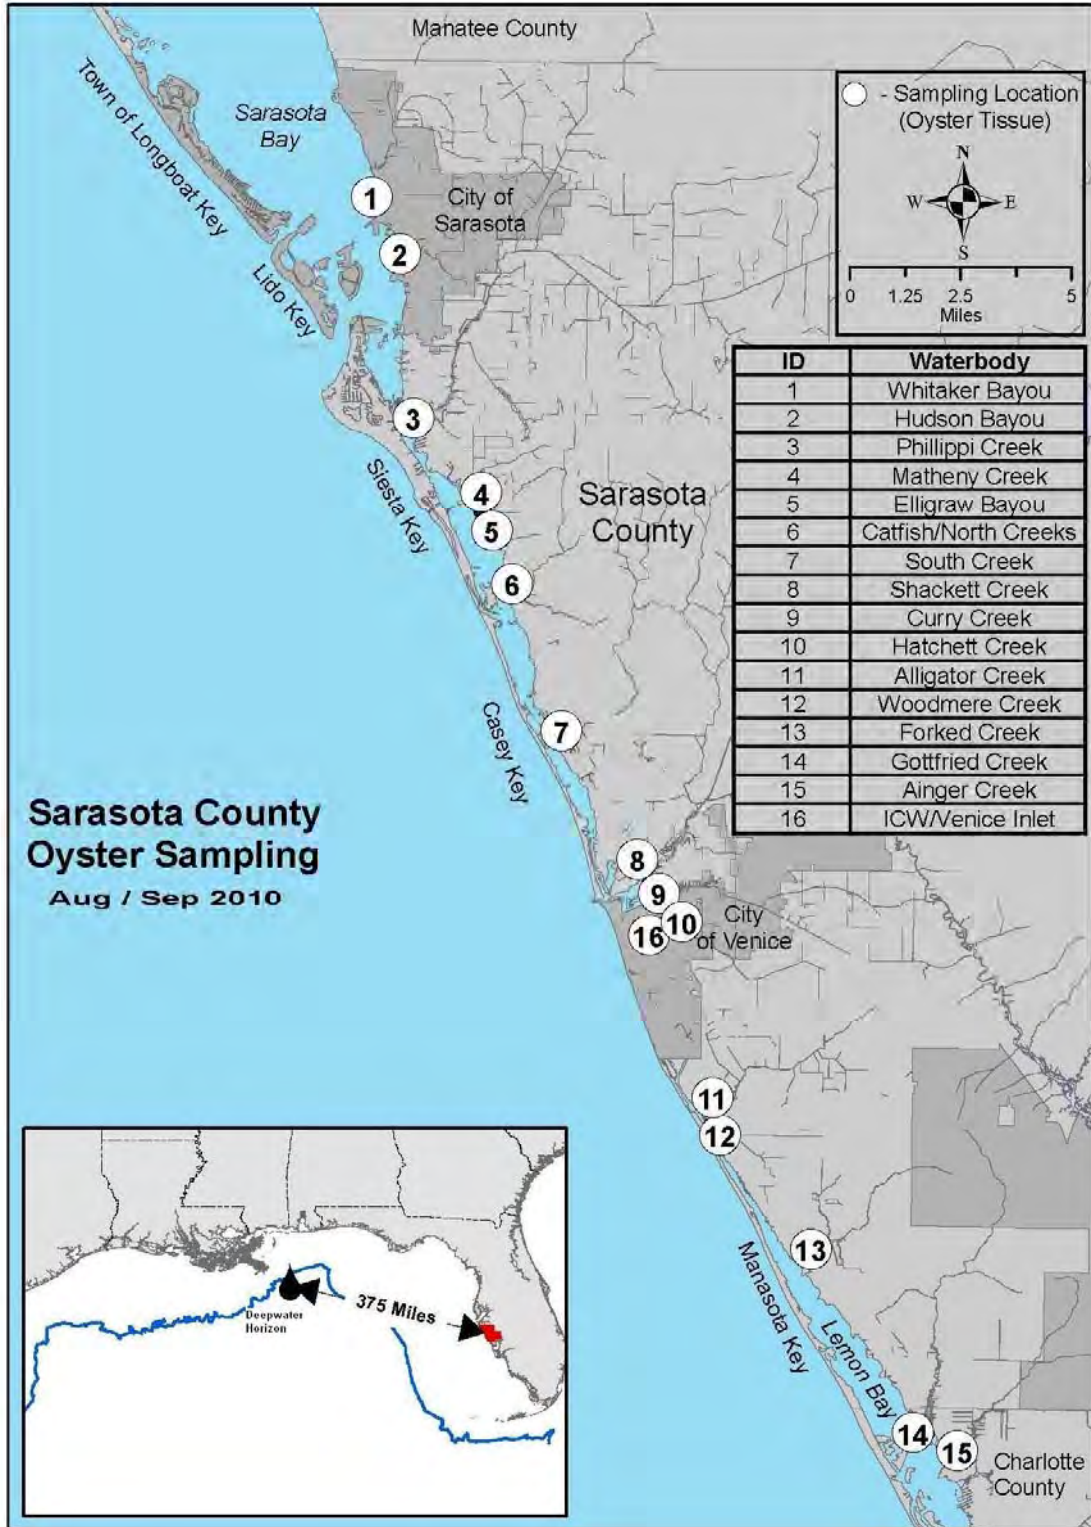 Manatee County
Town of Longboat Key
Sarasota
Bay
- Sampling Location
(Oyster Tissue)
N
W
E
S
0
1.25
2.5
5
Miles
1
City of
Sarasota
2
Lido Key
ID Waterbody
1 Whitaker Bayou
2 Hudson Bayou
3 Phillippi Creek
4 Matheny Creek
5 Elligraw Bayou
6 Catfish/North Creeks
7 South Creek
8 Shackett Creek
9 Curry Creek
10 Hatchett Creek
11 Alligator Creek
12 Woodmere Creek
13 Forked Creek
14 Gottfried Creek
15 Ainger Creek
16 ICW/Venice Inlet
3
Siesta Key
4
Sarasota
County
5
6
Casey Key
7
Sarasota County
Oyster Sampling
Aug / Sep 2010
8
9
10
16
City
of Venice
11
12
Manasota Key
13
Lemon Bay
14
15
Charlotte
County
Deepwater
Horizon
375 Miles